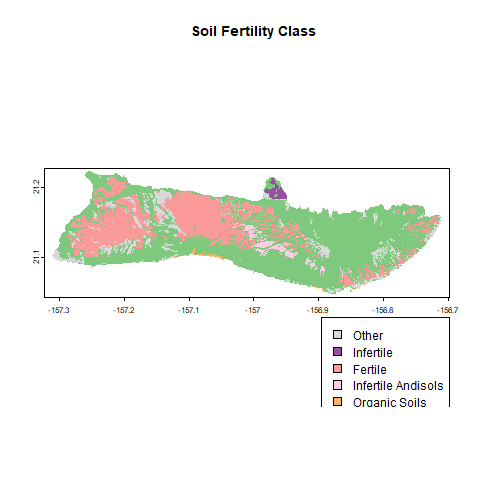 Soil Fertility Class
21.2
21.1
-157.3 -157.2 -157.1 -157 -156.9 -156.8 -156.7
Other
Infertile
Fertile
Infertile Andisols
Organic Soils